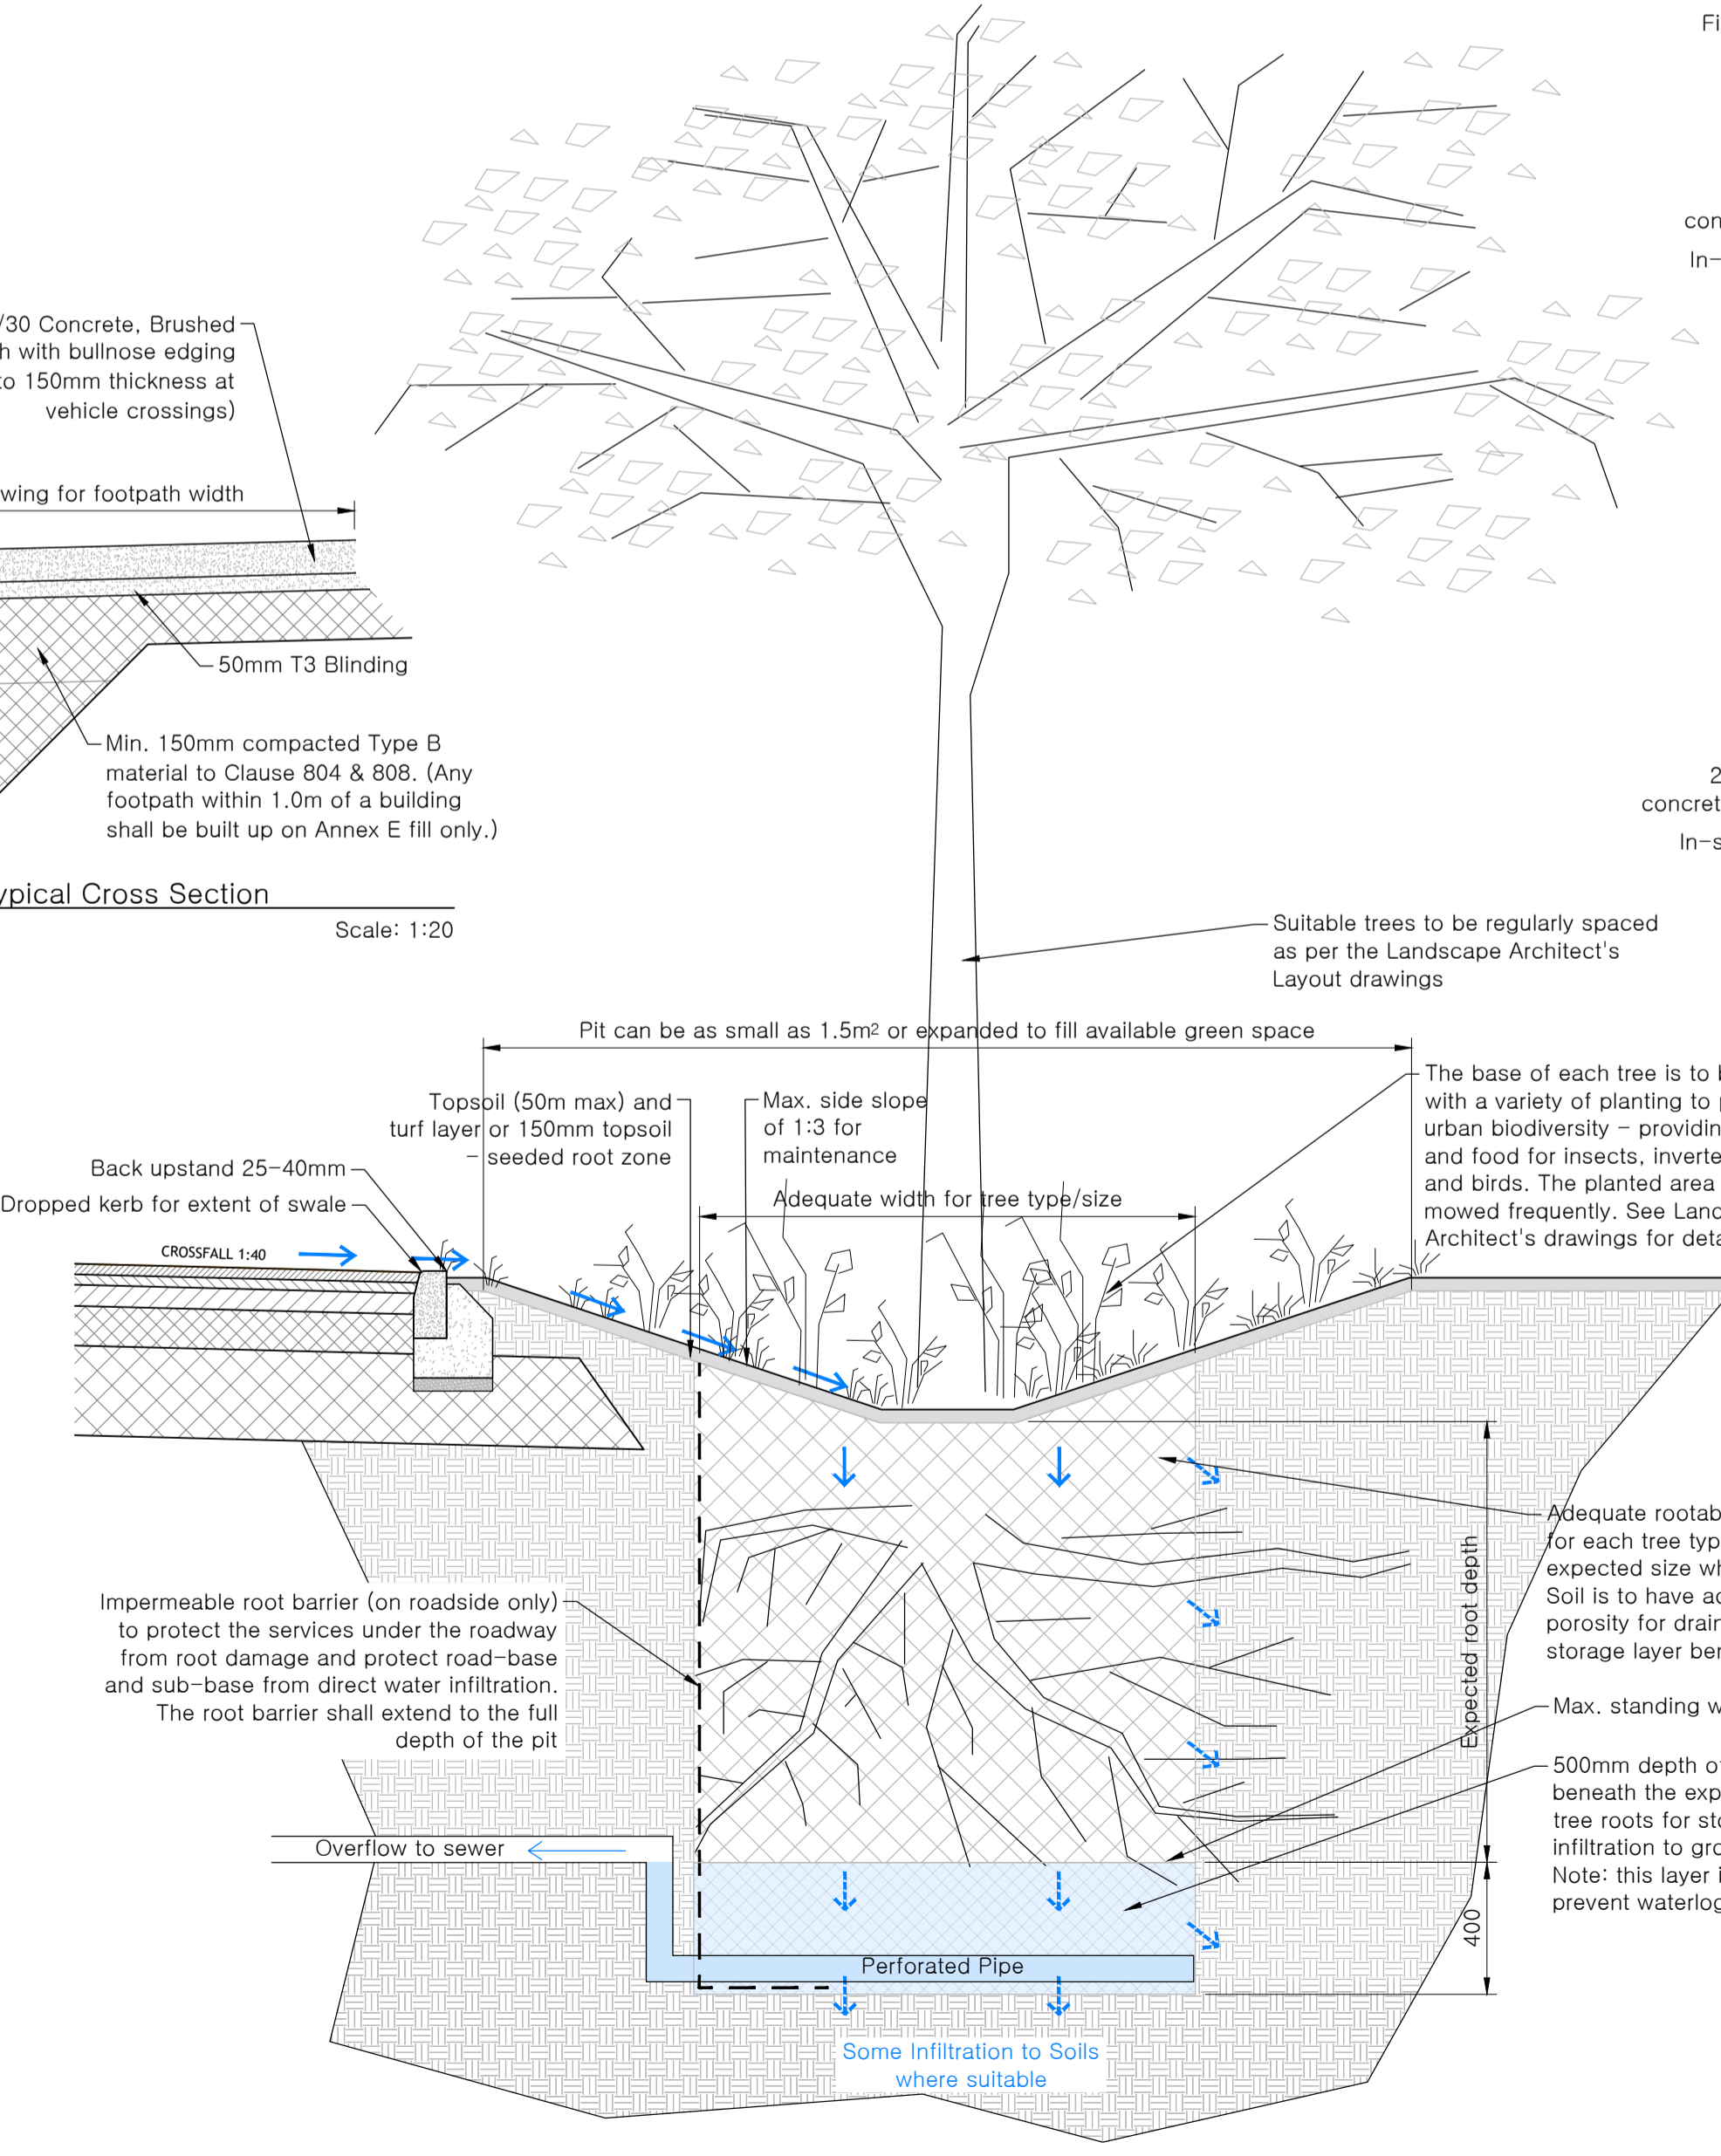 Fi
con
In-
/30 Concrete, Brushed
h with bullnose edging
to 150mm thickness at
vehicle crossings)
wing for footpath width
50mm T3 Blinding
Min. 150mm compacted Type B
material to Clause 804 & 808. (Any
footpath within 1.0m of a building
shall be built up on Annex E fill only.)
ypical Cross Section
Scale: 1:20
2
concret
In-s
Suitable trees to be regularly spaced
as per the Landscape Architect's
Layout drawings
Pit can be as small as 1.5m² or expanded to fill available green space
Topsoil (50m max) and
turf layer or 150mm topsoil
- seeded root zone
Max. side slope
of 1:3 for
maintenance
The base of each tree is to b
with a variety of planting to p
urban biodiversity - providin
and food for insects, inverte
and birds. The planted area
mowed frequently. See Land
Architect's drawings for deta
Back upstand 25-40mm
Dropped kerb for extent of swale
Adequate width for tree type/size
CROSSFALL 1:40
Adequate rootab
for each tree typ
expected size wh
Soil is to have ad
porosity for drain
storage layer ben
Expected root depth
Impermeable root barrier (on roadside only)
to protect the services under the roadway
from root damage and protect road-base
and sub-base from direct water infiltration.
The root barrier shall extend to the full
depth of the pit
Max. standing w
500mm depth of
beneath the exp
tree roots for sto
infiltration to gro
Note: this layer i
prevent waterlog
Overflow to sewer
400
Perforated Pipe
Some Infiltration to Soils
where suitable